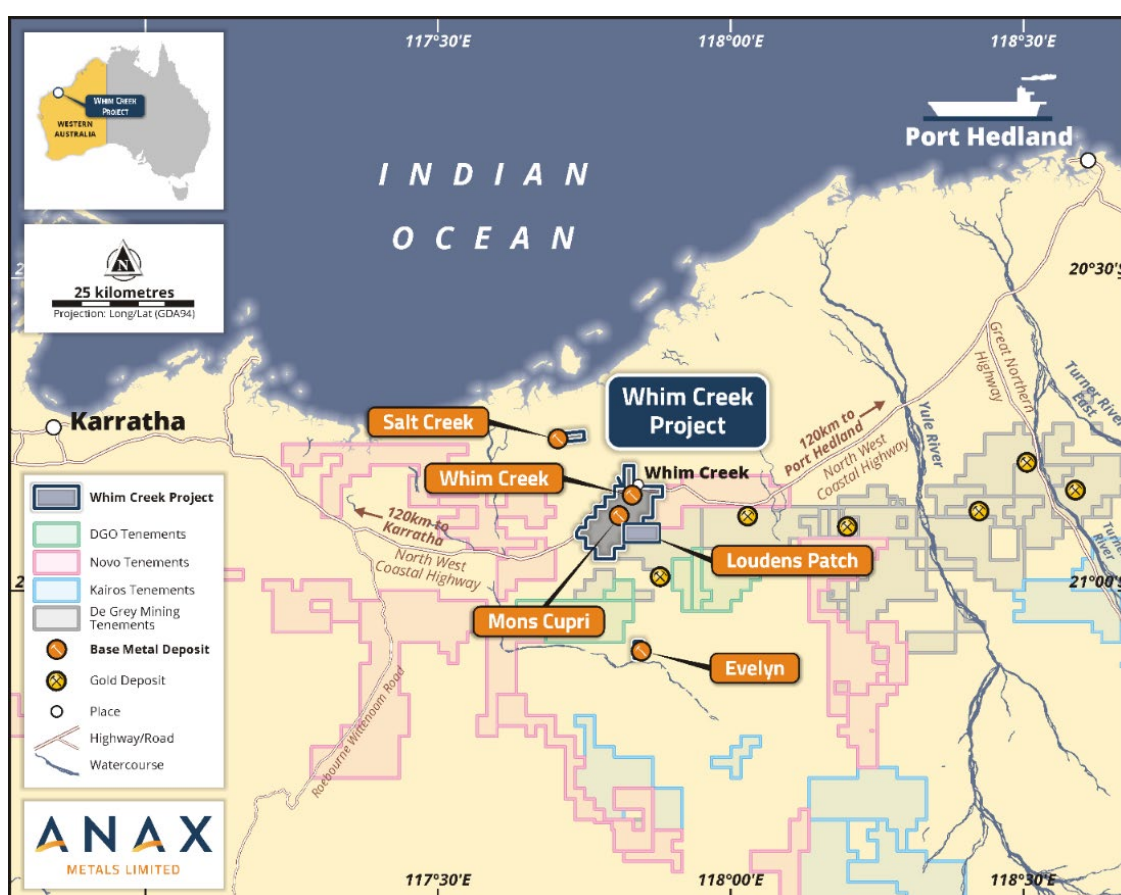 117°30'E
118°00'E
118°30'E
WHIM CREEK
PROJECT
WESTERN
AUSTRALIA
INDIAN
OCEAN
Port Hedland
N
25 kilometres
Projection: Long/Lat (GDA94)
20°30'S
Great Northern
Highway
Turner River
East
Yule River
120km to
Port Hedland
North West
Coastal Highway
Whim Creek
Project
Karratha
Salt Creek
Whim Creek
Whim Creek
120km to
Karratha
North West
Coastal Highway
Loudens Patch
Mons Cupri
Evelyn
21°00'S
Roebourne Wittenoom Road
Whim Creek Project
DGO Tenements
Novo Tenements
Kairos Tenements
De Grey Mining
Tenements
Base Metal Deposit
Gold Deposit
Place
Highway/Road
Watercourse
ANAX
METALS LIMITED
117°30'E
118°00'E
118°30'E